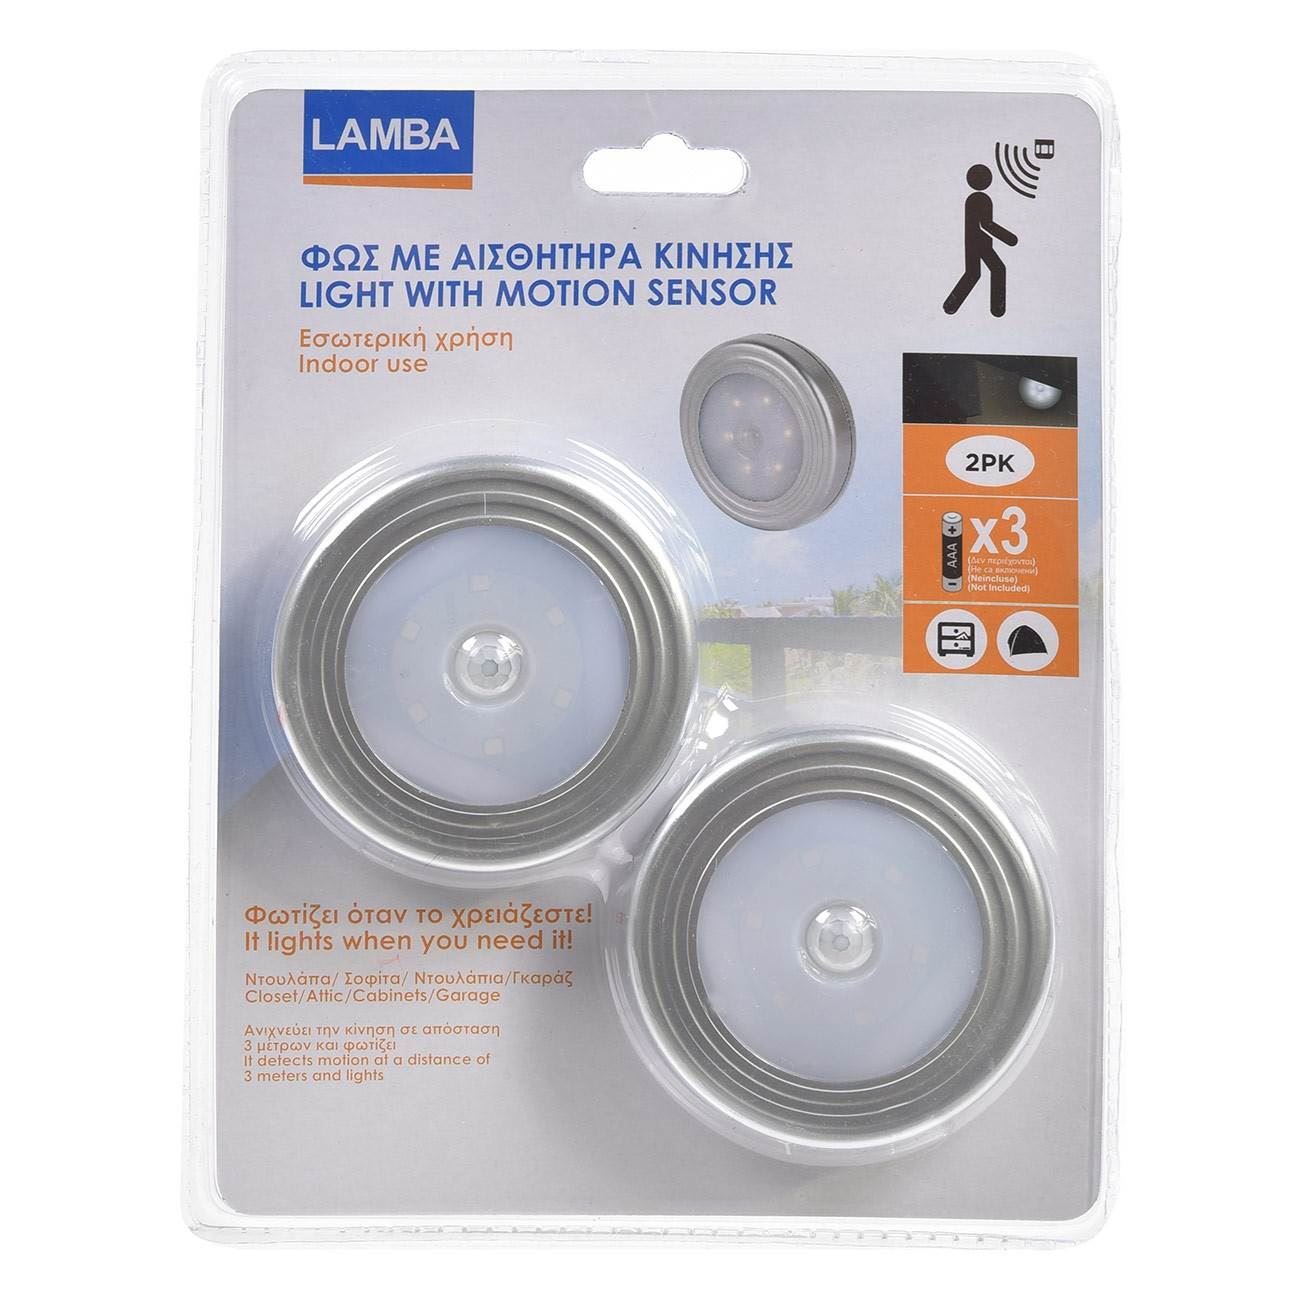 LAMBA
ΦΩΣ ΜΕ ΑΙΣΘΗΤΗΡΑ ΚΙΝΗΣΗΣ
LIGHT WITH MOTION SENSOR
Εσωτερική χρήση
Indoor use
2PK
AAA
x3
(Δεν περιέχονται)
(Не са включени)
(Neincluse)
(Not Included)
Φωτίζει όταν το χρειάζεστε!
It lights when you need it!
Ντουλάπα/ Σοφίτα/ Ντουλάπια/Γκαράζ
Closet/Attic/Cabinets/Garage
Ανιχνεύει την κίνηση σε απόσταση
3 μέτρων και φωτίζει
It detects motion at a distance of
3 meters and lights